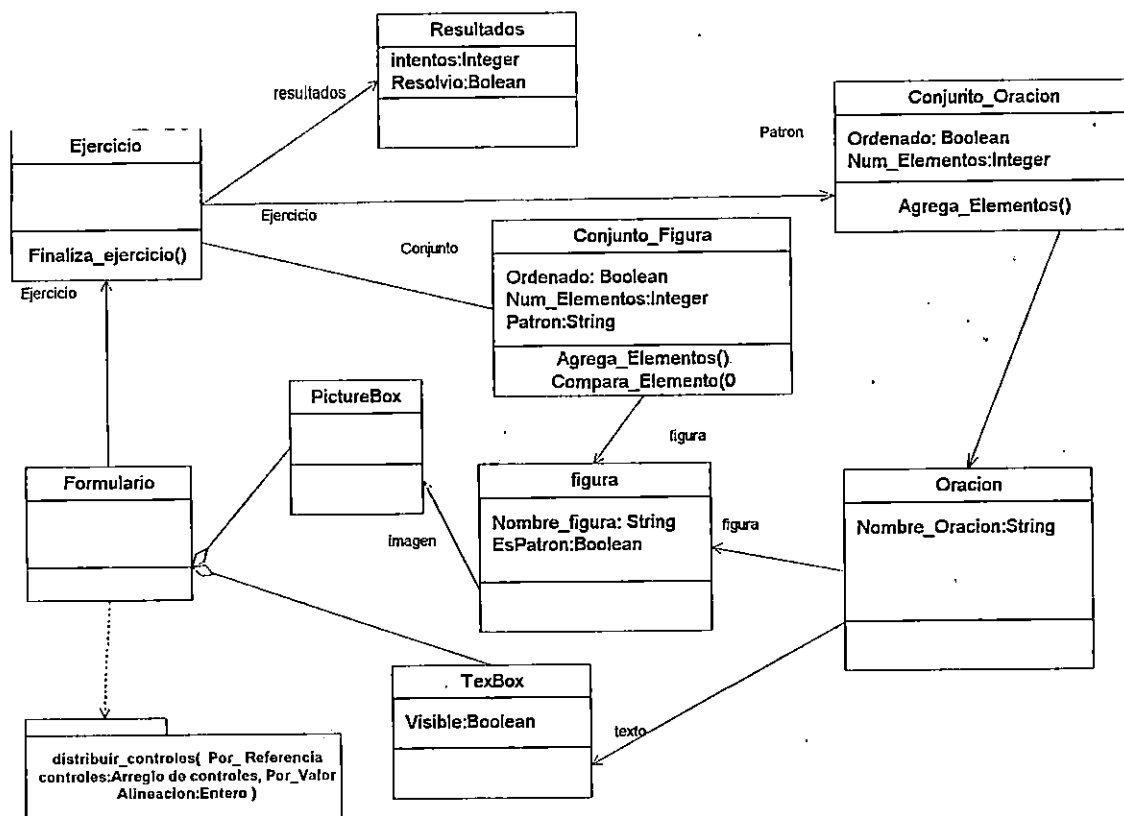 Resultados
intentos:Integer
Resolvio:Bolean
resultados
Conjunto_Oracion
Ordenado: Boolean
Num_Elementos:Integer
Agrega_Elementos()
Patron
Ejercicio
Finaliza_ejercicio()
Ejercicio
Ejercicio
Conjunto
Conjunto_Figura
Ordenado: Boolean
Num_Elementos:Integer
Patron:String
Agrega_Elementos()
Compara_Elemento(0
PictureBox
figura
Formulario
figura
Nombre_figura: String
EsPatron:Boolean
imagen
figura
Oracion
Nombre_Oracion:String
TexBox
Visible:Boolean
texto
distribuir_controlos( Por_ Referencia
controles:Arreglo de controles, Por_Valor
Alineacion:Entero )